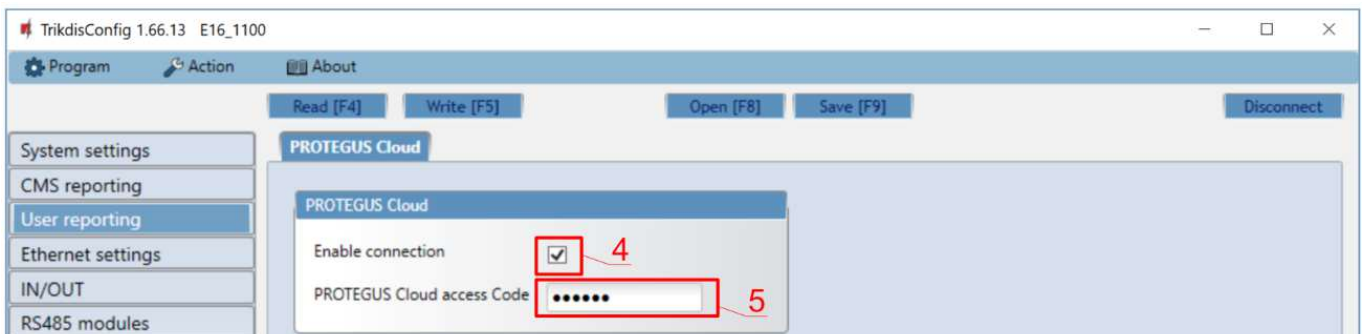 TrikdisConfig 1.66.13 E16_1100
Program Action About
Read [F4] Write [F5] Open [F8] Save [F9] Disconnect
System settings
CMS reporting
User reporting
Ethernet settings
IN/OUT
RS485 modules
PROTEGUS Cloud
PROTEGUS Cloud
Enable connection 4
PROTEGUS Cloud access Code •••••• 5